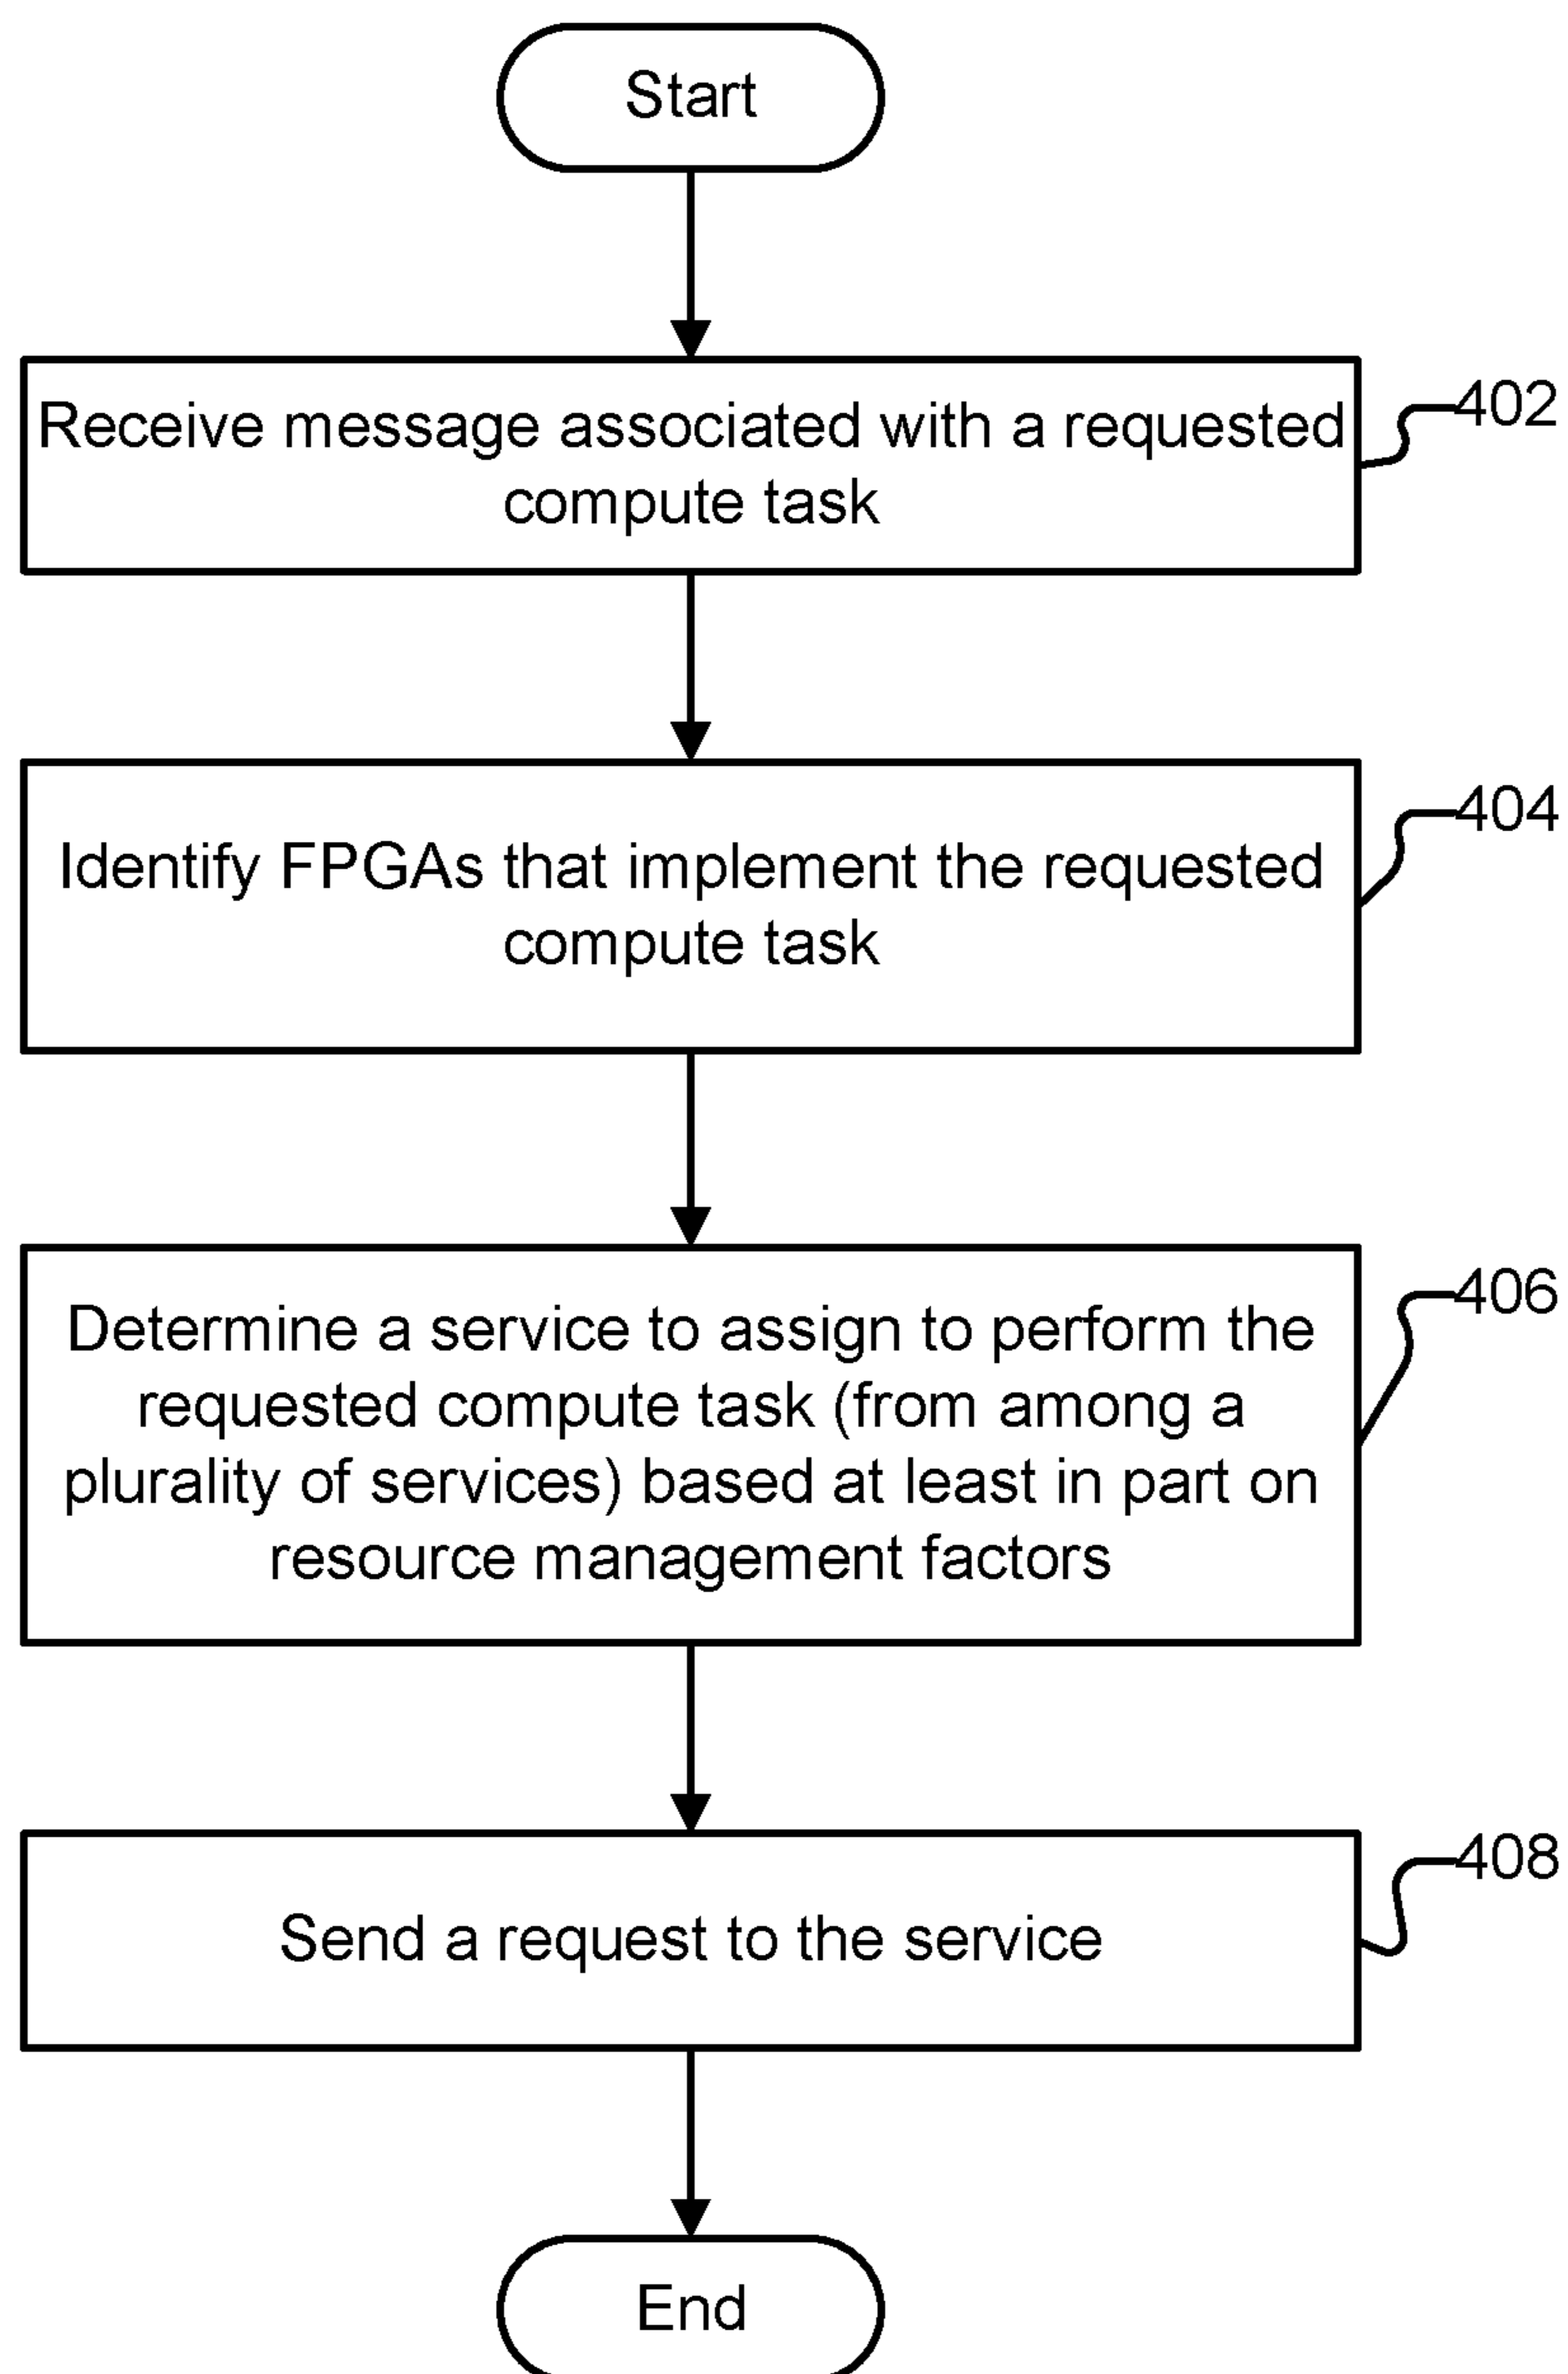 Start
Receive message associated with a requested
compute task
402
Identify FPGAs that implement the requested
compute task
404
Determine a service to assign to perform the
requested compute task (from among a
plurality of services) based at least in part on
resource management factors
406
Send a request to the service
408
End